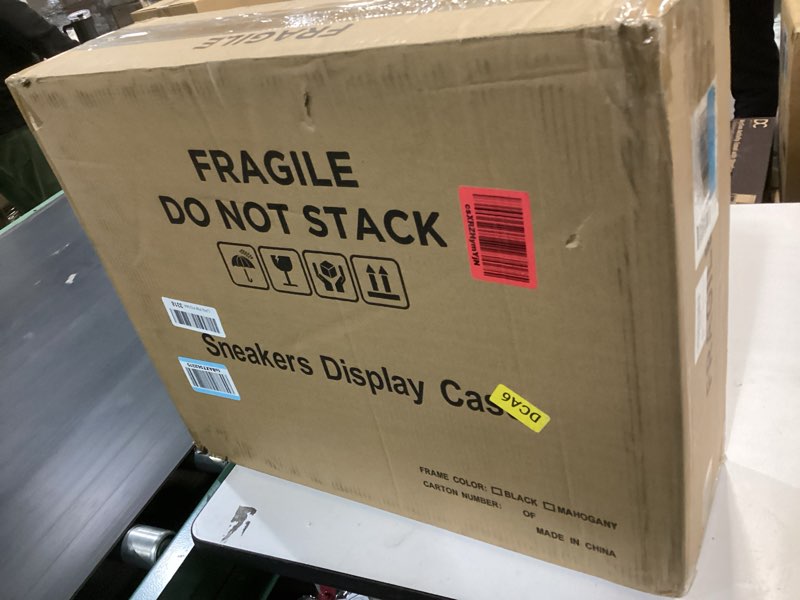 FRAGILE
FRAGILE
DO NOT STACK
csXRZHymYjN
Sneakers Display Cas
DCA6
FRAME COLOR: ☐ BLACK ☐ MAHOGANY
CARTON NUMBER: OF
MADE IN CHINA